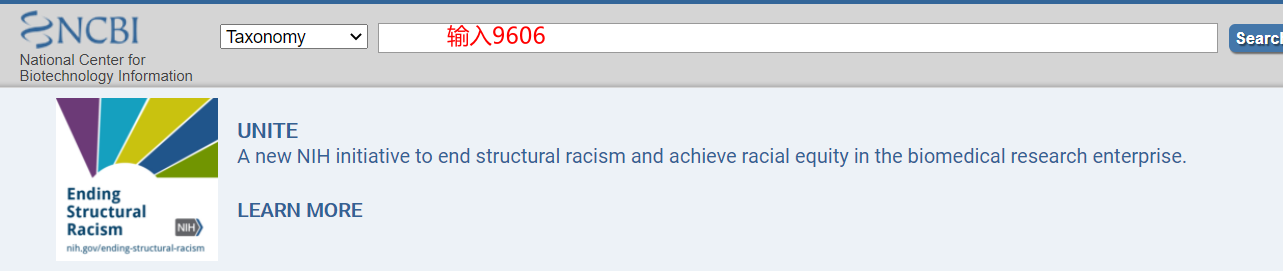 NCBI
National Center for
Biotechnology Information
Taxonomy
输入9606
Search
UNITE
A new NIH initiative to end structural racism and achieve racial equity in the biomedical research enterprise.
LEARN MORE
Ending
Structural
Racism
NIH
nih.gov/ending-structural-racism